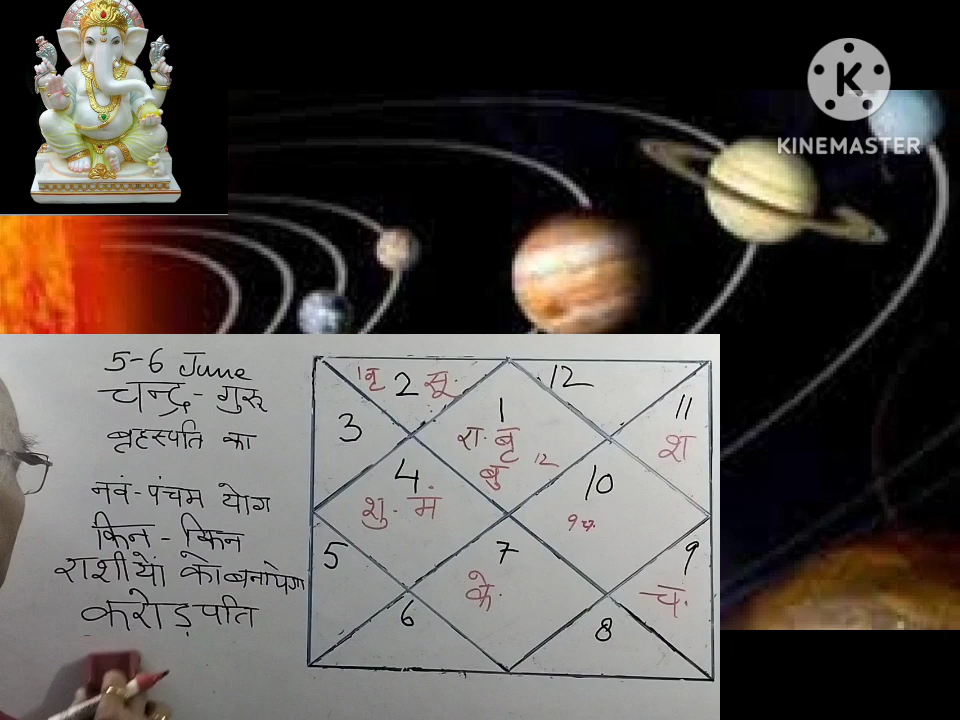 K
KINEMASTER
5-6 June
चन्द्र-गुरू
बृहस्पति का
नवं-पंचम योग
किन-किन
राशीयों को बनायेगा
करोड़पति
2 सू.
12
3
1
11
रा. बृ
श
बु 12
4
शु. मं
10
5
7
9
के.
चं.
6
8